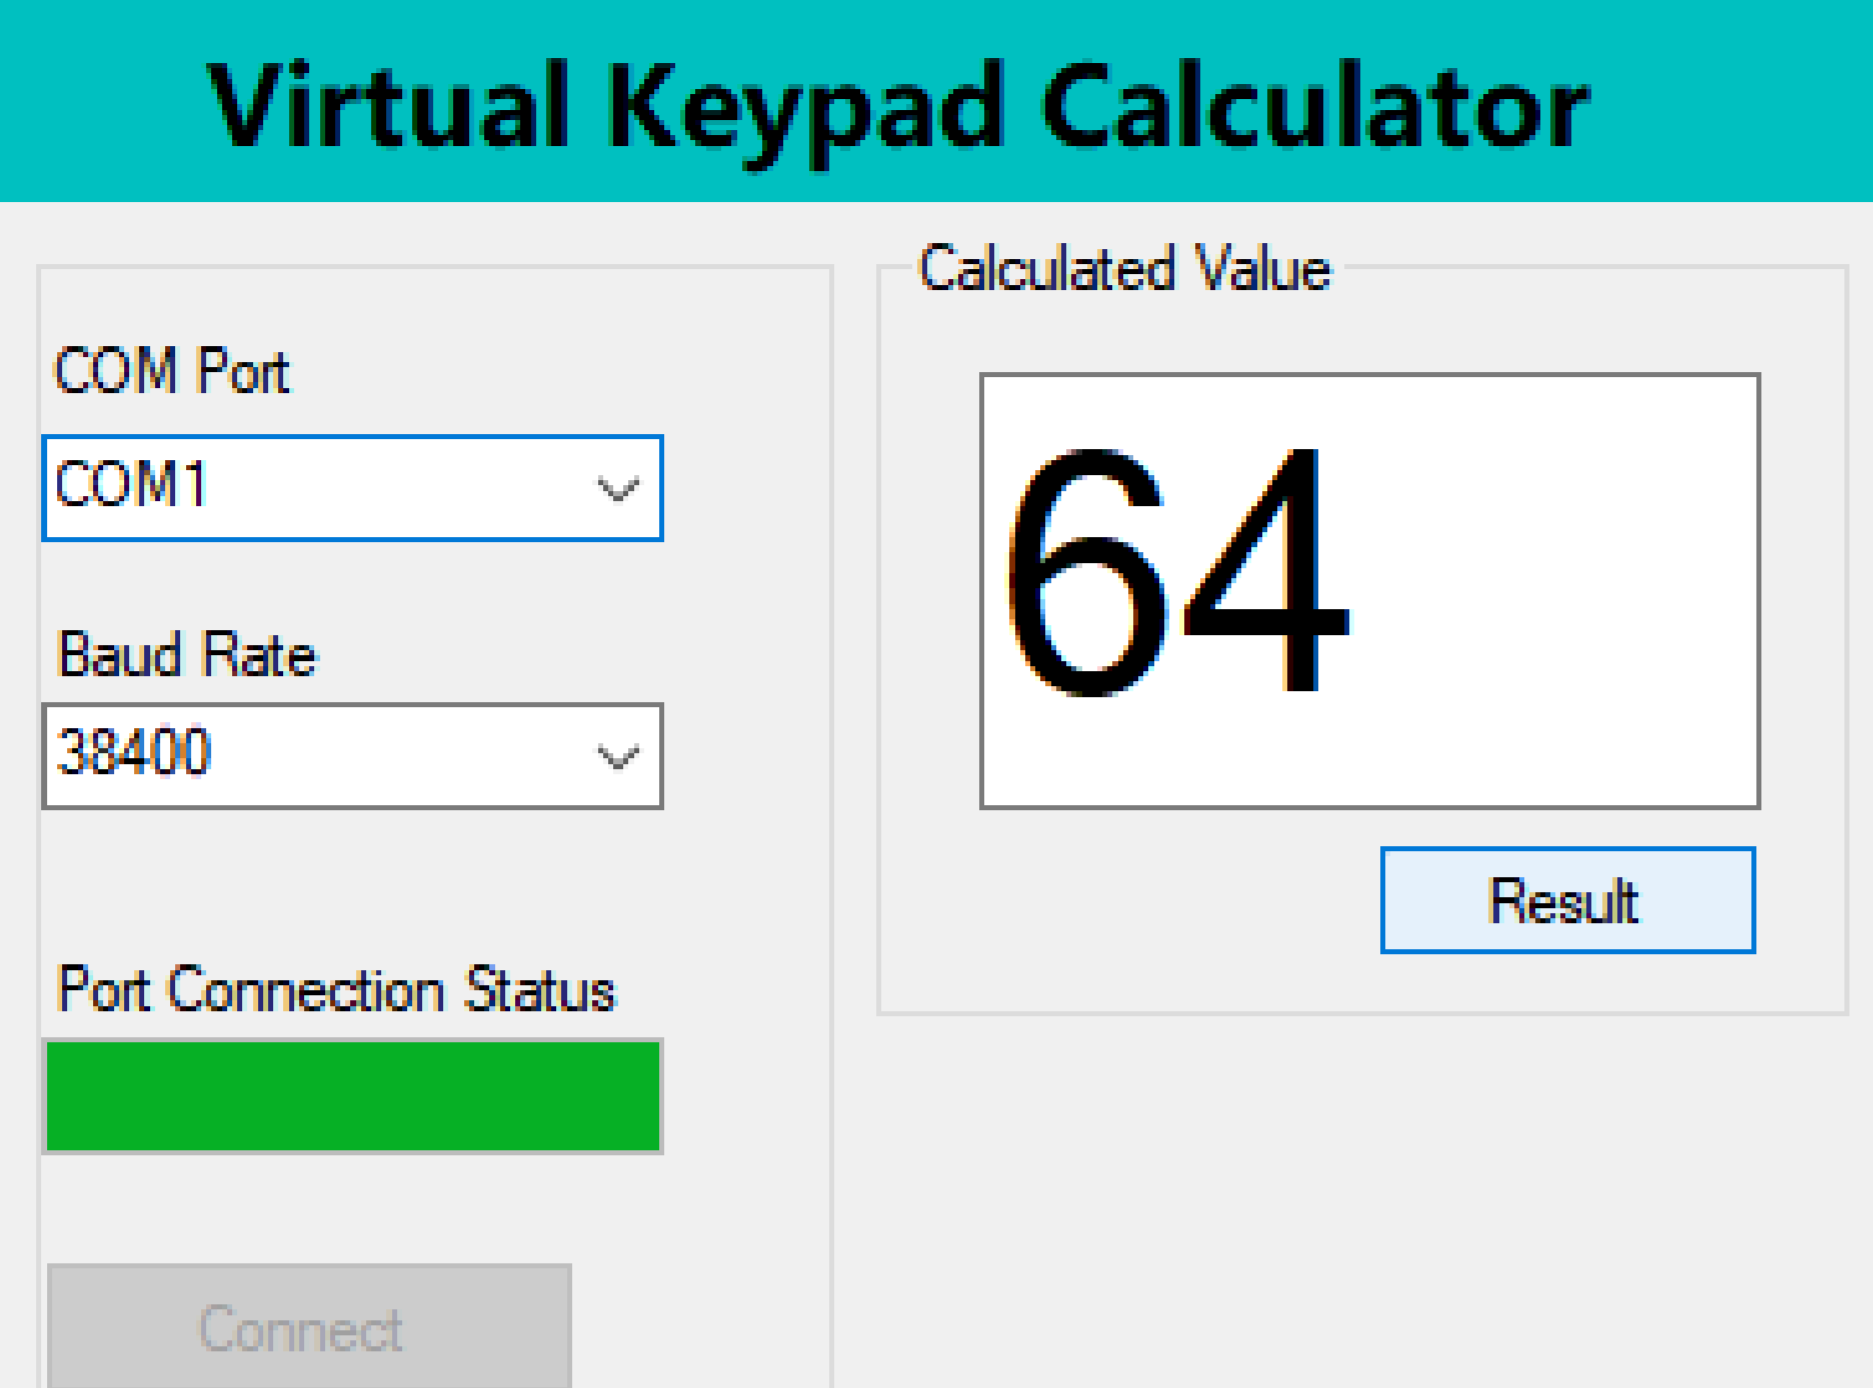 Virtual Keypad Calculator
COM Port
COM1
Baud Rate
38400
Port Connection Status
Connect
Calculated Value
64
Result